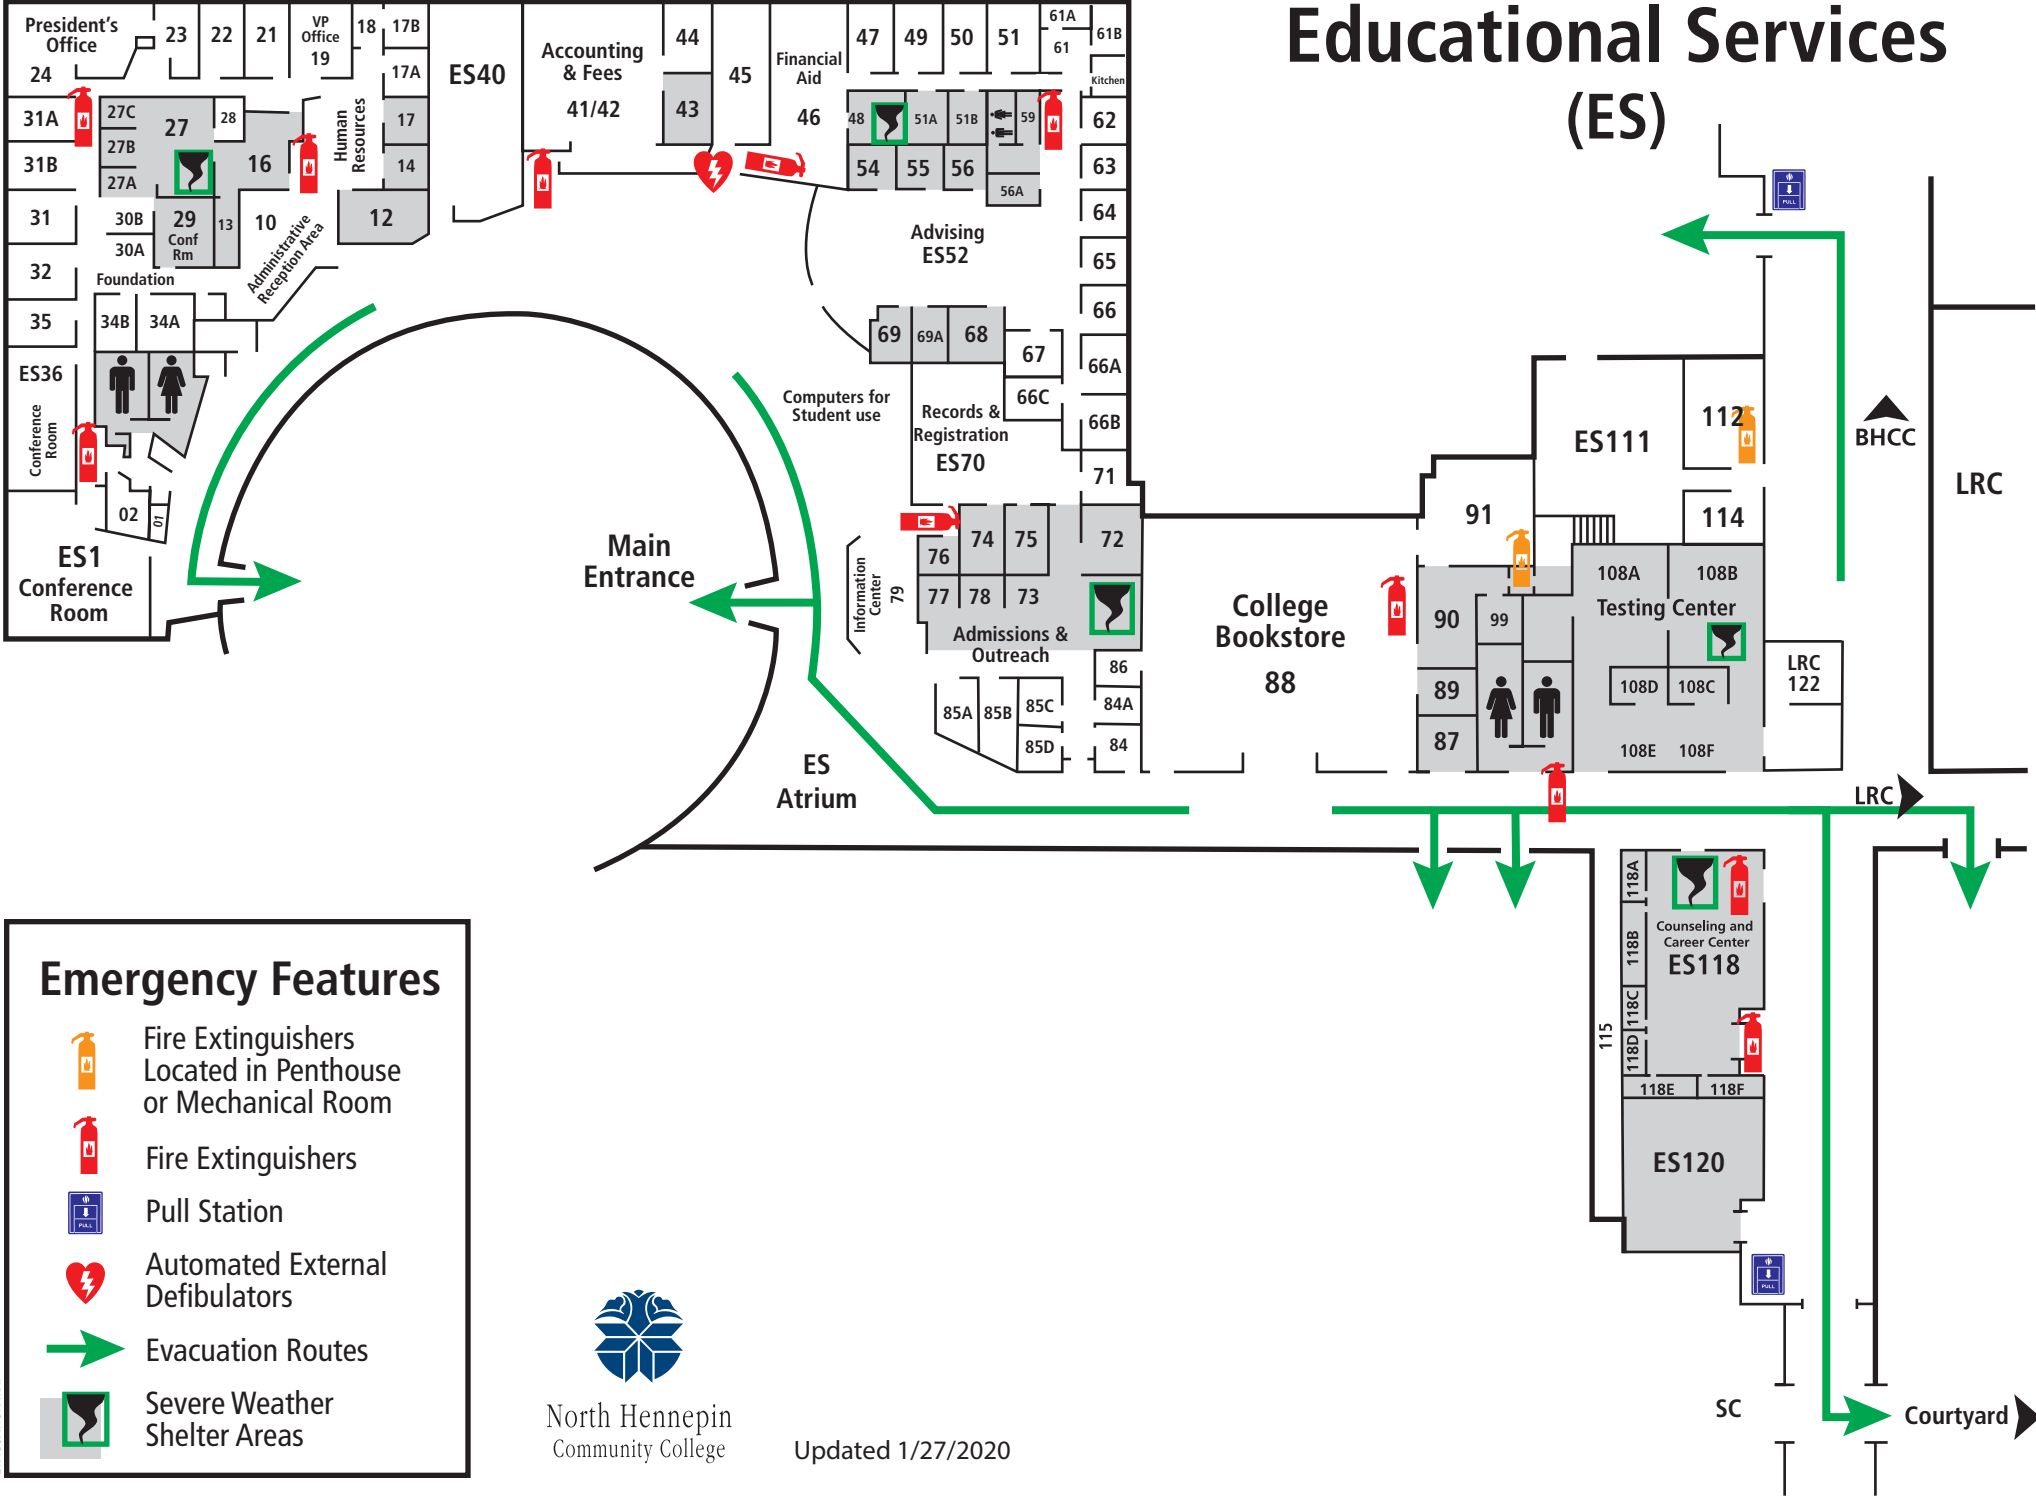 Educational Services
(ES)
President's
Office
24
23
22
21
VP
Office
19
18
17B
17A
ES40
Accounting
& Fees
41/42
44
43
45
Financial
Aid
46
47
49
50
51
61A
61
61B
Kitchen
31A
27C
27
28
27B
27A
16
Human
Resources
17
14
12
31B
31
30B
30A
29
Conf
Rm
13
10
Administrative
Reception Area
32
Foundation
35
34B
34A
ES36
Conference
Room
02
01
ES1
Conference
Room
48
51A
51B
59
54
55
56
56A
62
63
64
65
66
66A
66B
71
Advising
ES52
69
69A
68
67
66C
Computers for
Student use
Records &
Registration
ES70
Main
Entrance
Information
Center
79
74
75
72
76
77
78
73
Admissions &
Outreach
86
84A
84
85A
85B
85C
85D
ES
Atrium
College
Bookstore
88
91
ES111
112
114
PULL
BHCC
LRC
90
99
89
87
108A
108B
Testing Center
108D
108C
108E
108F
LRC
122
LRC
118A
118B
118C
118D
115
Counseling and
Career Center
ES118
118E
118F
ES120
PULL
SC
Courtyard
Emergency Features
Fire Extinguishers
Located in Penthouse
or Mechanical Room
Fire Extinguishers
PULL
Pull Station
Automated External
Defibulators
Evacuation Routes
Severe Weather
Shelter Areas
North Hennepin
Community College
Updated 1/27/2020